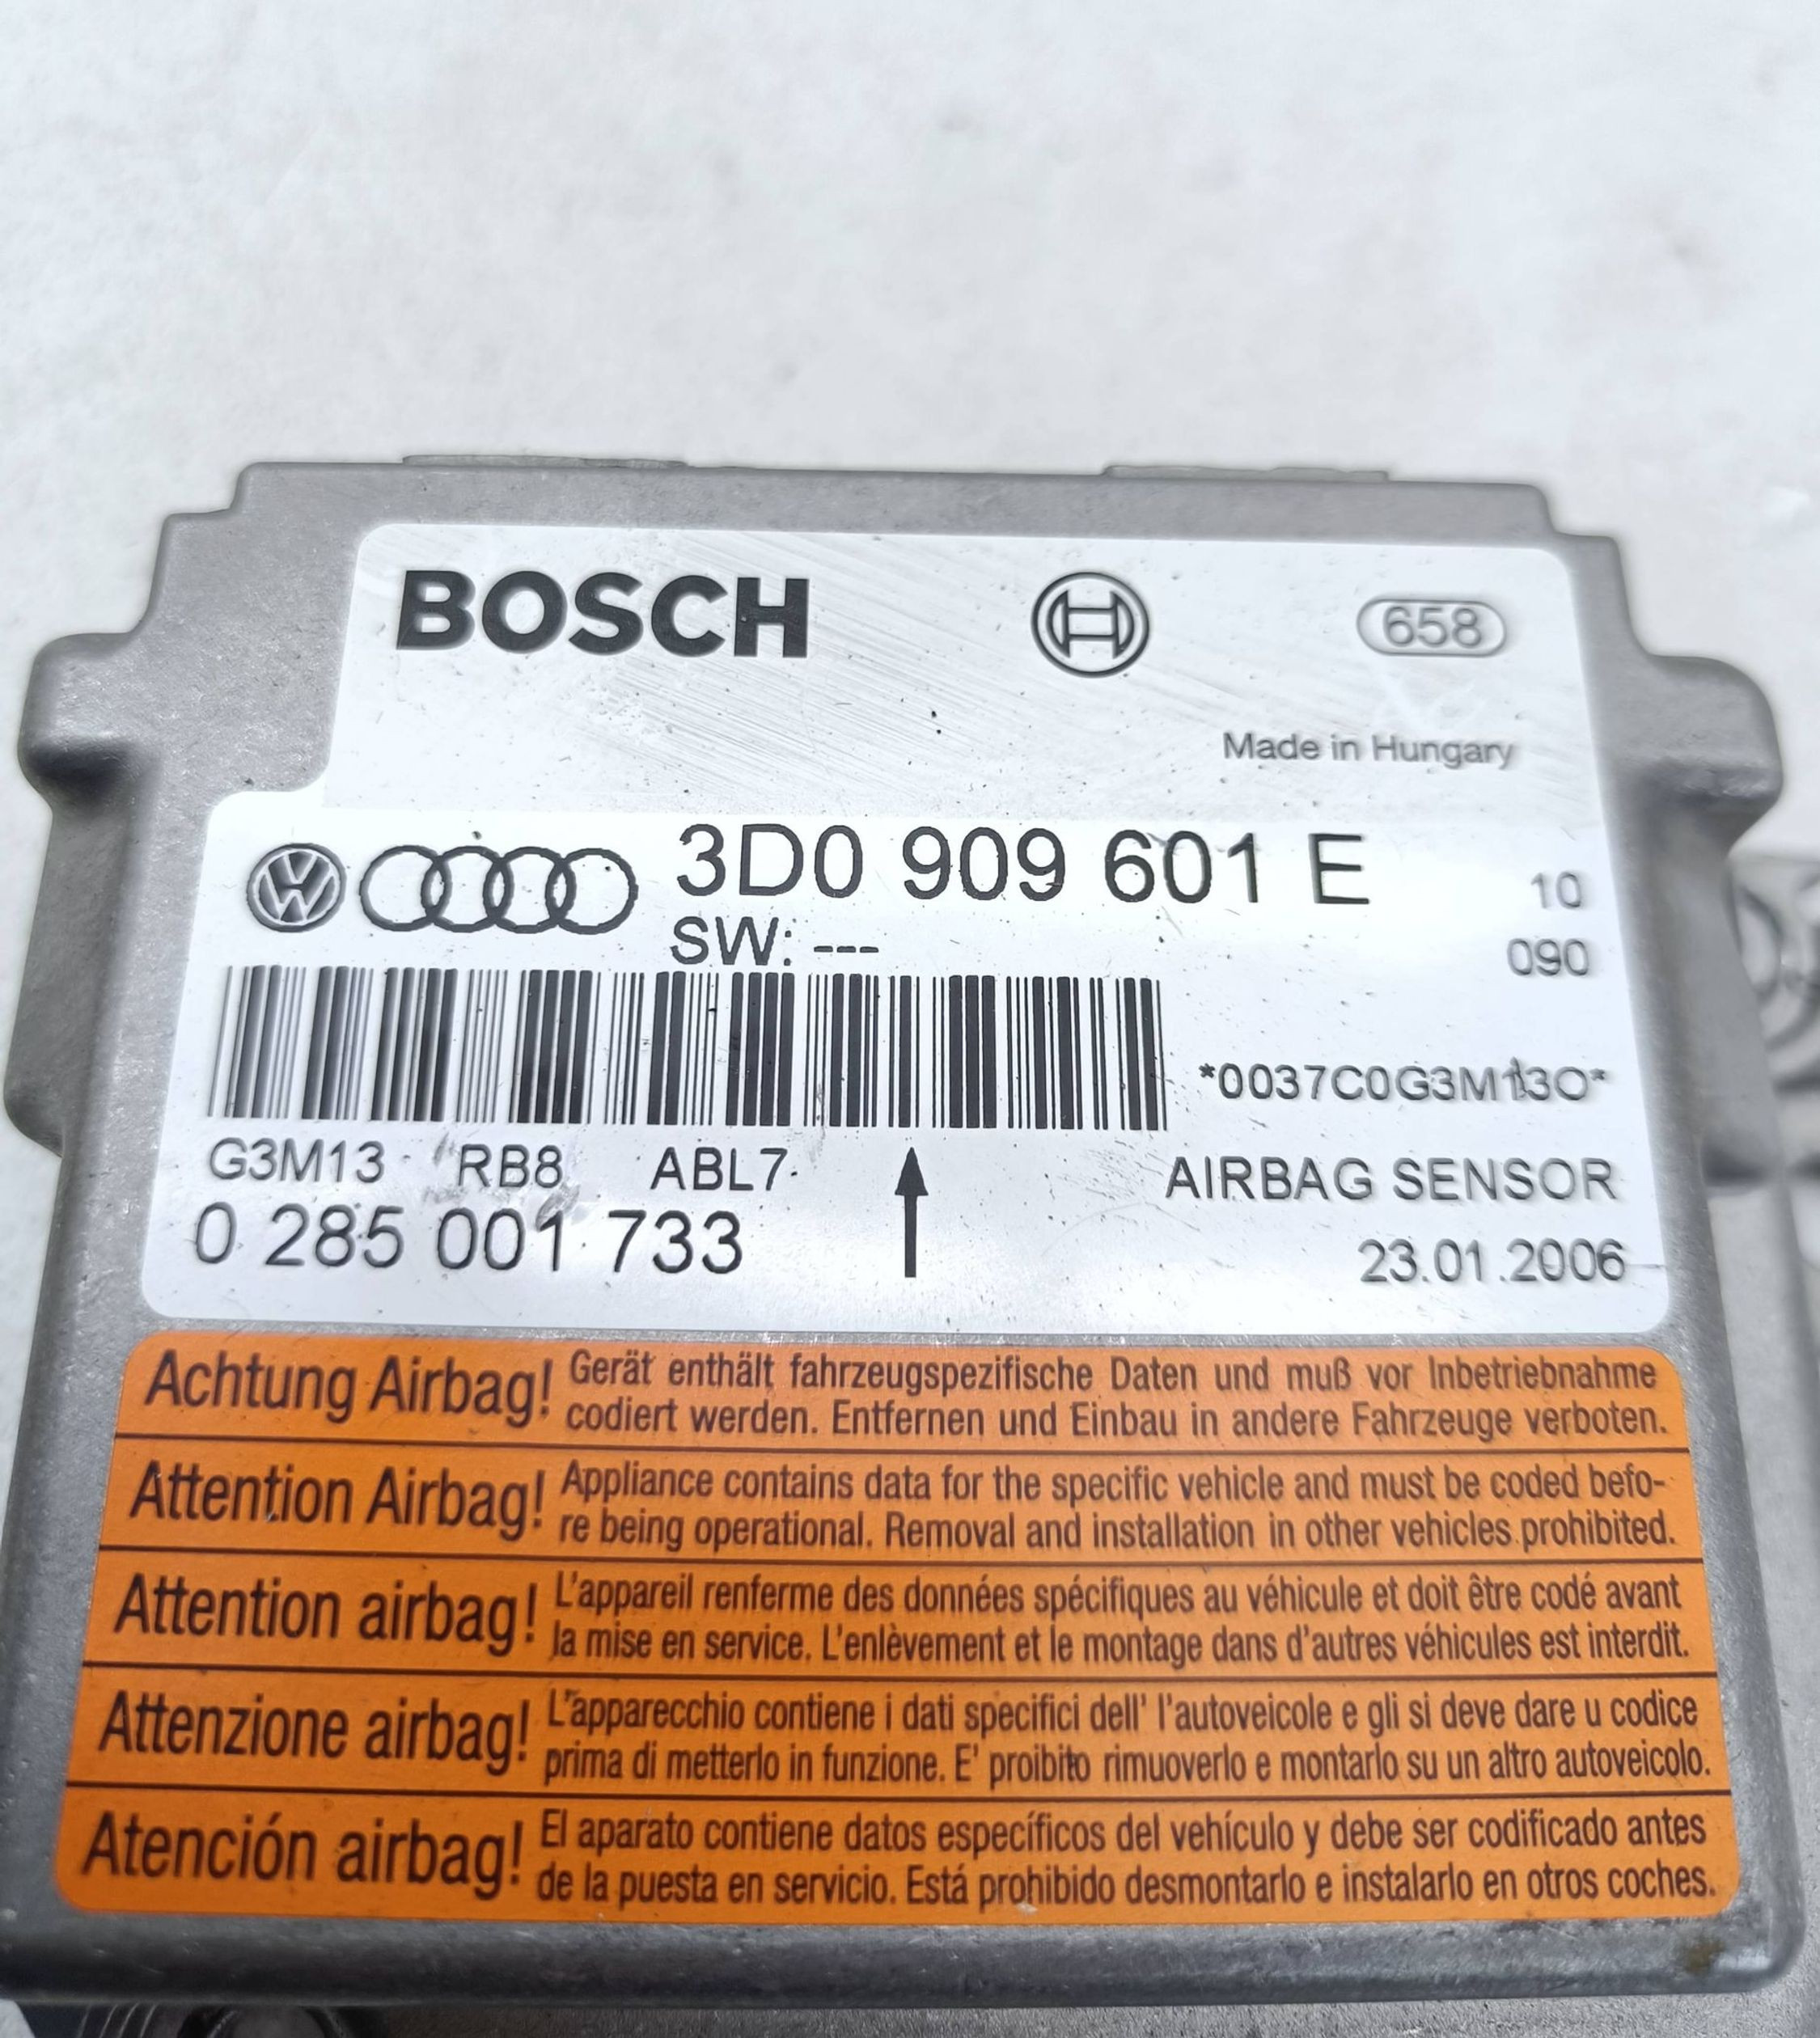 BOSCH
658
Made in Hungary
3D0 909 601 E
10
SW: ---
090
*0037C0G3M13O*
G3M13 RB8 ABL7
AIRBAG SENSOR
0 285 001 733
23.01.2006
Achtung Airbag! Gerät enthält fahrzeugspezifische Daten und muß vor Inbetriebnahme
codiert werden. Entfernen und Einbau in andere Fahrzeuge verboten.
Attention Airbag! Appliance contains data for the specific vehicle and must be coded befo-
re being operational. Removal and installation in other vehicles prohibited.
Attention airbag! L'appareil renferme des données spécifiques au véhicule et doit être codé avant
la mise en service. L'enlèvement et le montage dans d'autres véhicules est interdit.
Attenzione airbag! L'apparecchio contiene i dati specifici dell' l'autoveicole e gli si deve dare u codice
prima di metterlo in funzione. E' proibito rimuoverlo e montarlo su un altro autoveicolo.
Atención airbag! El aparato contiene datos específicos del vehículo y debe ser codificado antes
de la puesta en servicio. Está prohibido desmontarlo e instalarlo en otros coches.